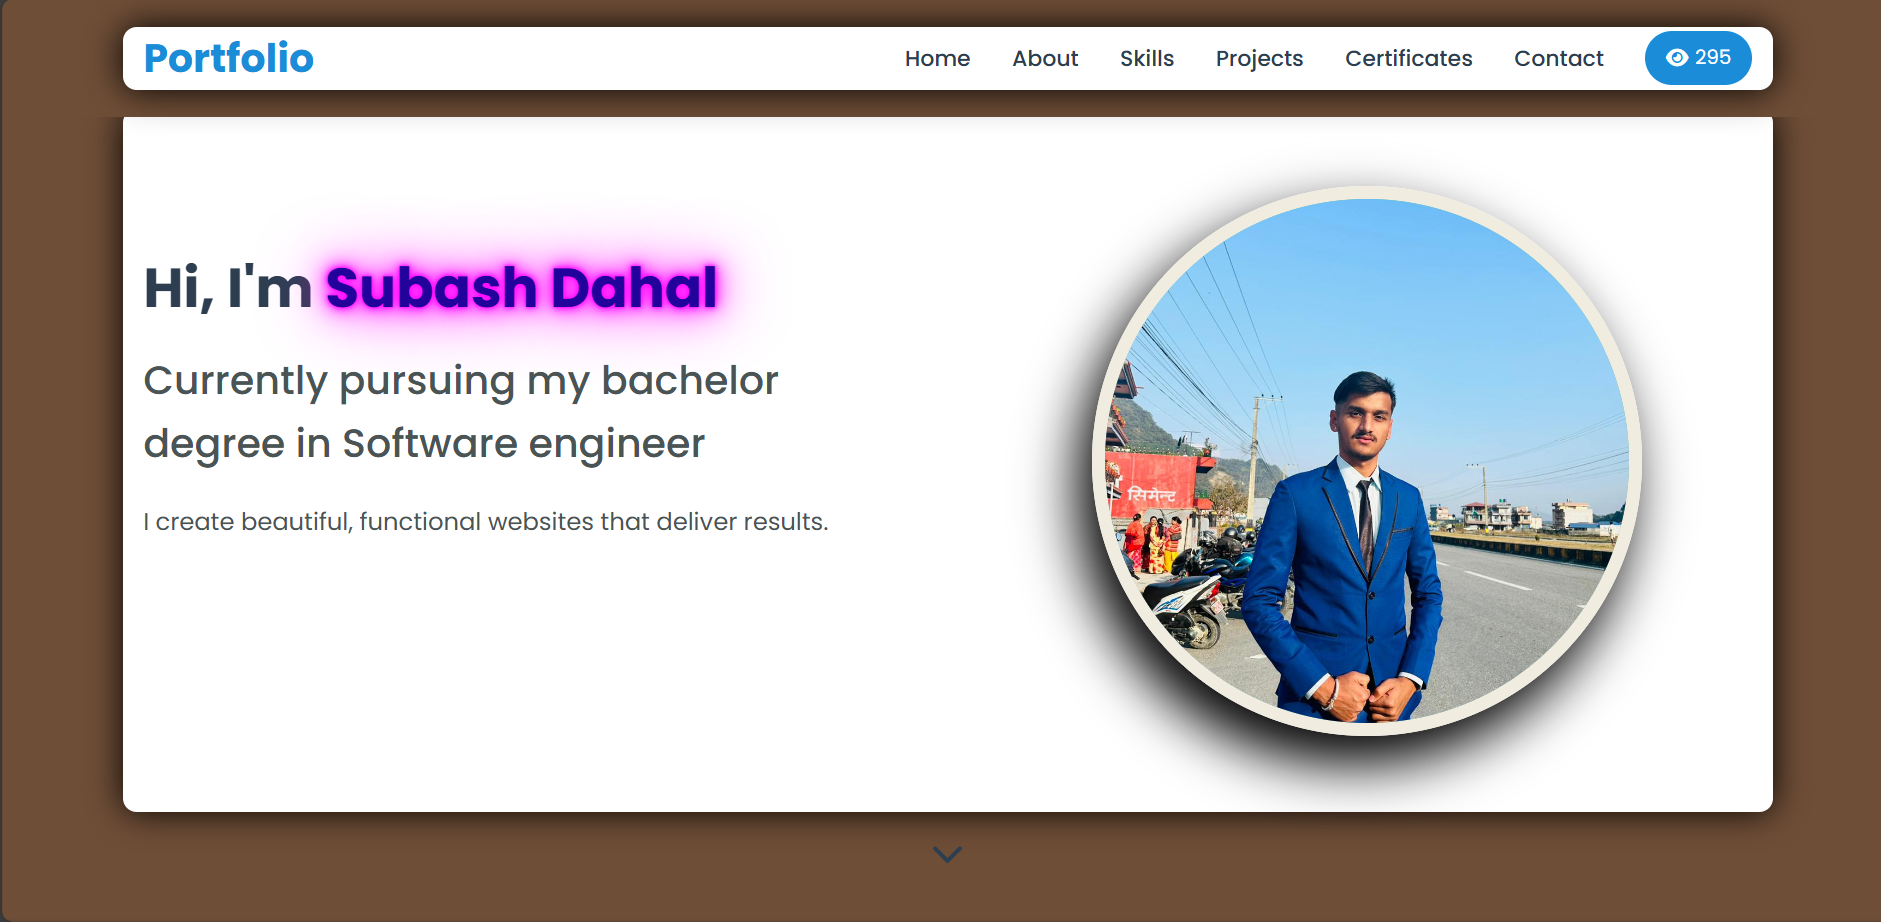 Portfolio
Home About Skills Projects Certificates Contact 295
Hi, I'm Subash Dahal
Currently pursuing my bachelor
degree in Software engineer
I create beautiful, functional websites that deliver results.
सिमेन्ट